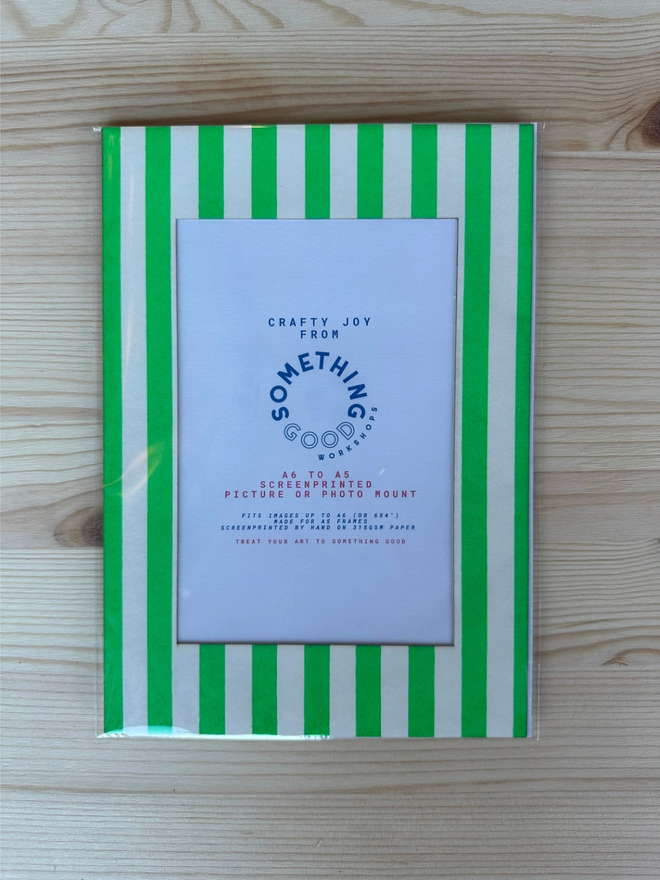 CRAFTY JOY
FROM
SOMETHING
GOOD
WORKSHOPS
A6 TO A5
SCREENPRINTED
PICTURE OR PHOTO MOUNT
FITS IMAGES UP TO A6 (OR 6X4")
MADE FOR A5 FRAMES
SCREENPRINTED BY HAND ON 315GSM PAPER
TREAT YOUR ART TO SOMETHING GOOD